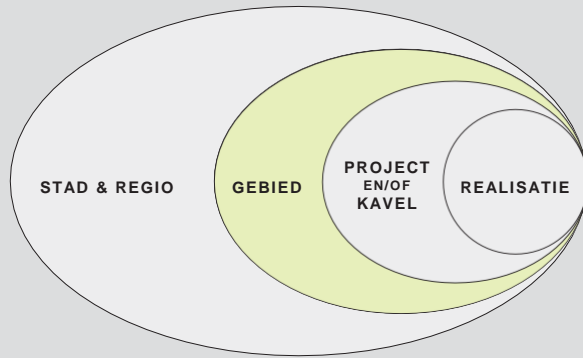 STAD & REGIO
GEBIED
PROJECT
EN/OF
KAVEL
REALISATIE